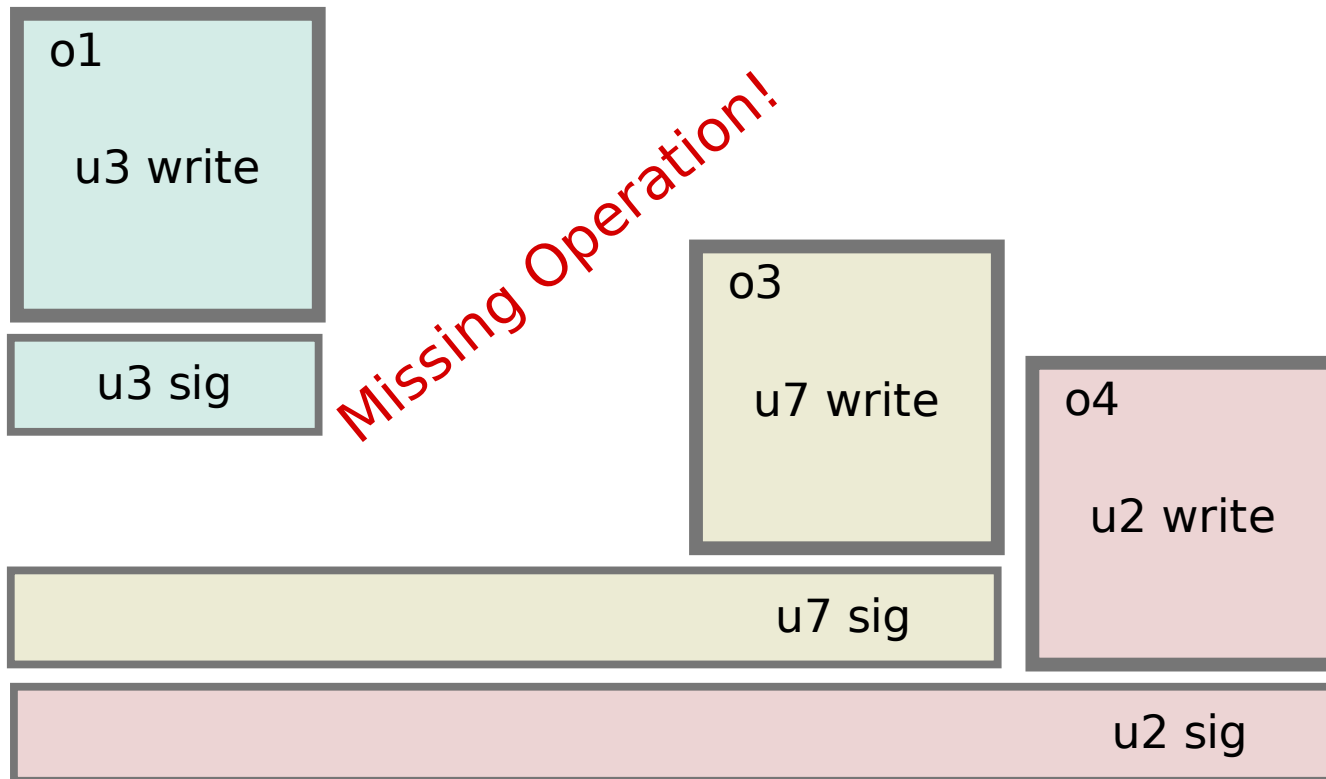 o1
u3 write
u3 sig
Missing Operation!
o3
u7 write
u7 sig
o4
u2 write
u2 sig